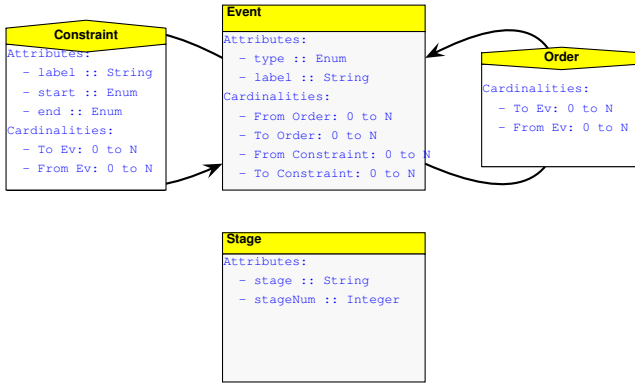 Constraint
Attributes:
- label :: String
- start :: Enum
- end :: Enum
Cardinalities:
- To Ev: 0 to N
- From Ev: 0 to N
Event
Attributes:
- type :: Enum
- label :: String
Cardinalities:
- From Order: 0 to N
- To Order: 0 to N
- From Constraint: 0 to N
- To Constraint: 0 to N
Order
Cardinalities:
- To Ev: 0 to N
- From Ev: 0 to N
Stage
Attributes:
- stage :: String
- stageNum :: Integer